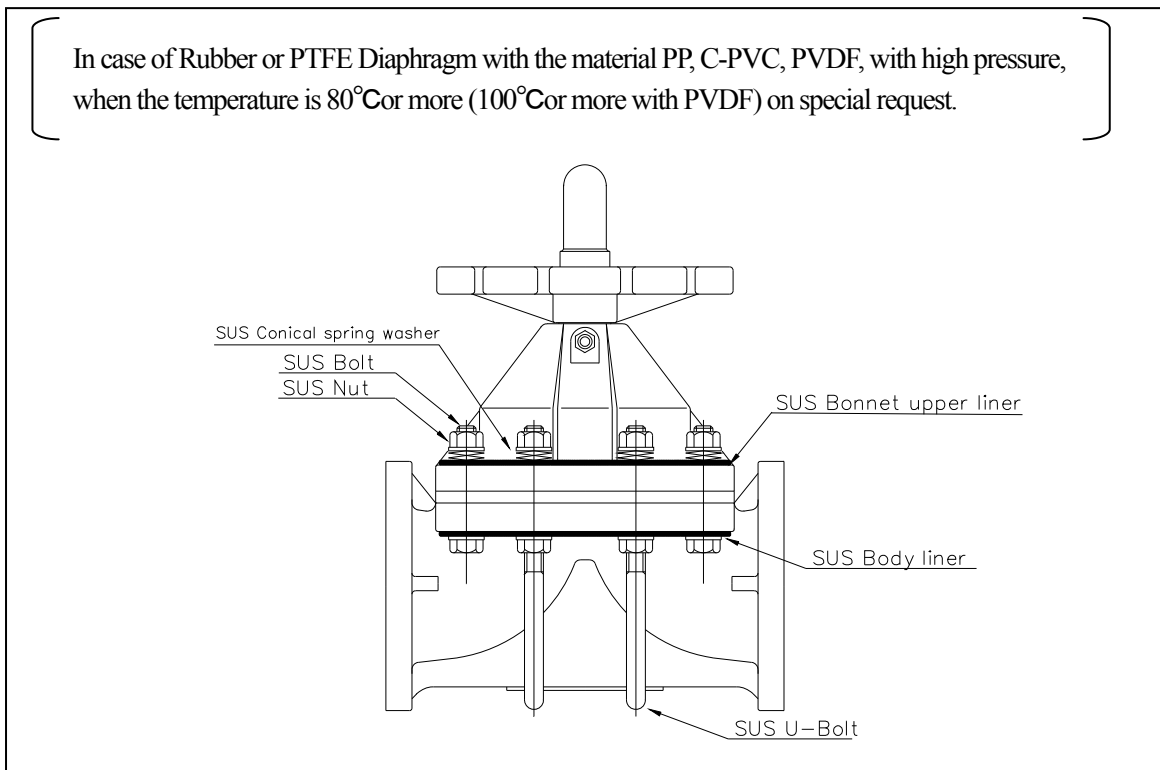 In case of Rubber or PTFE Diaphragm with the material PP, C-PVC, PVDF, with high pressure,
when the temperature is 80℃or more (100℃or more with PVDF) on special request.
SUS Conical spring washer
SUS Bolt
SUS Nut
SUS Bonnet upper liner
SUS Body liner
SUS U-Bolt